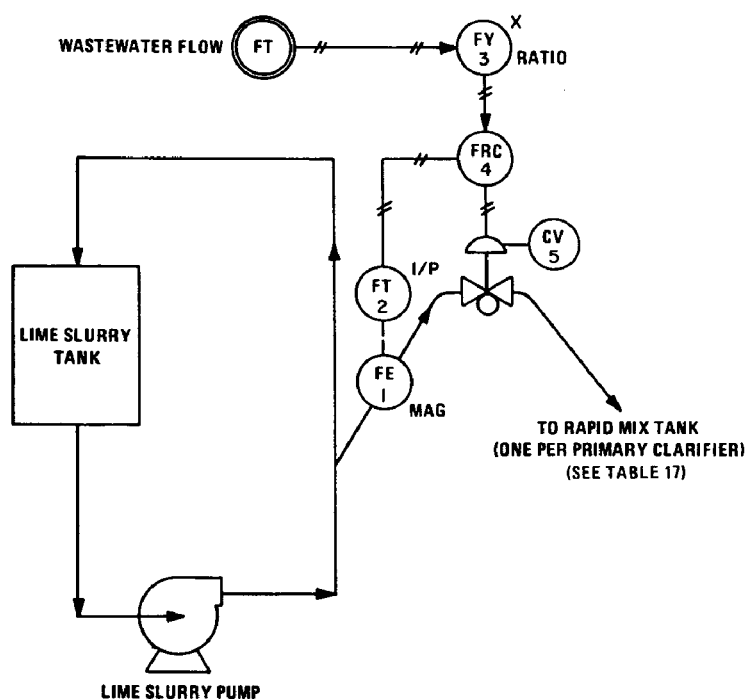 WASTEWATER FLOW
FT
FY
3
X
RATIO
FRC
4
CV
5
I/P
FT
2
LIME SLURRY
TANK
FE
1
MAG
TO RAPID MIX TANK
(ONE PER PRIMARY CLARIFIER)
(SEE TABLE 17)
LIME SLURRY PUMP